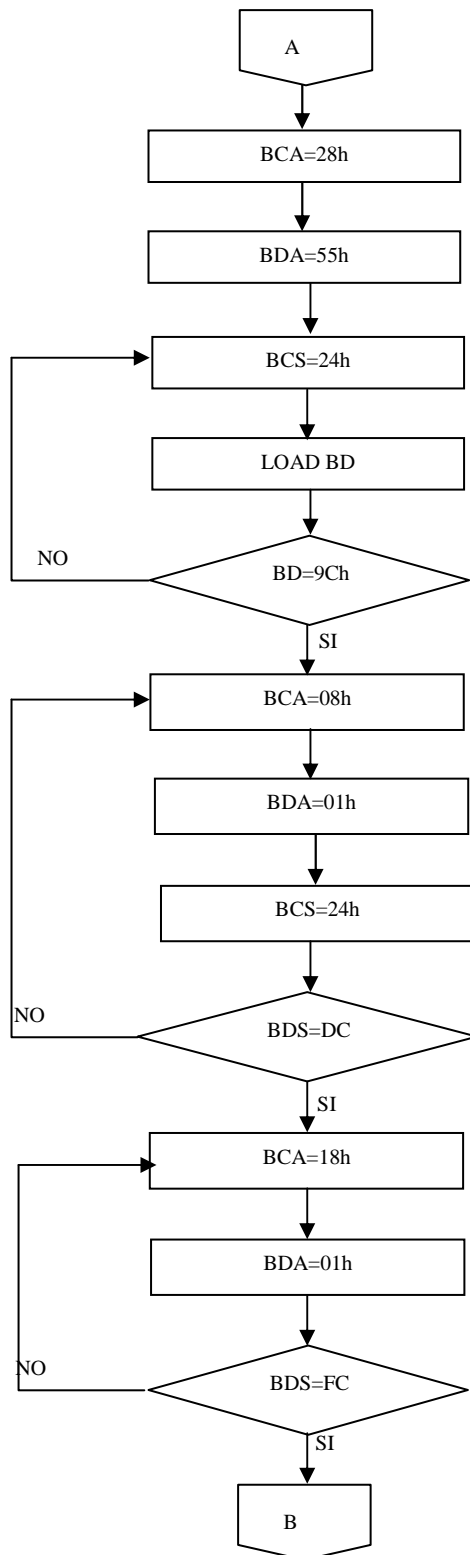 A
BCA=28h
BDA=55h
BCS=24h
LOAD BD
BD=9Ch
NO
SI
BCA=08h
BDA=01h
BCS=24h
BDS=DC
NO
SI
BCA=18h
BDA=01h
BDS=FC
NO
SI
B